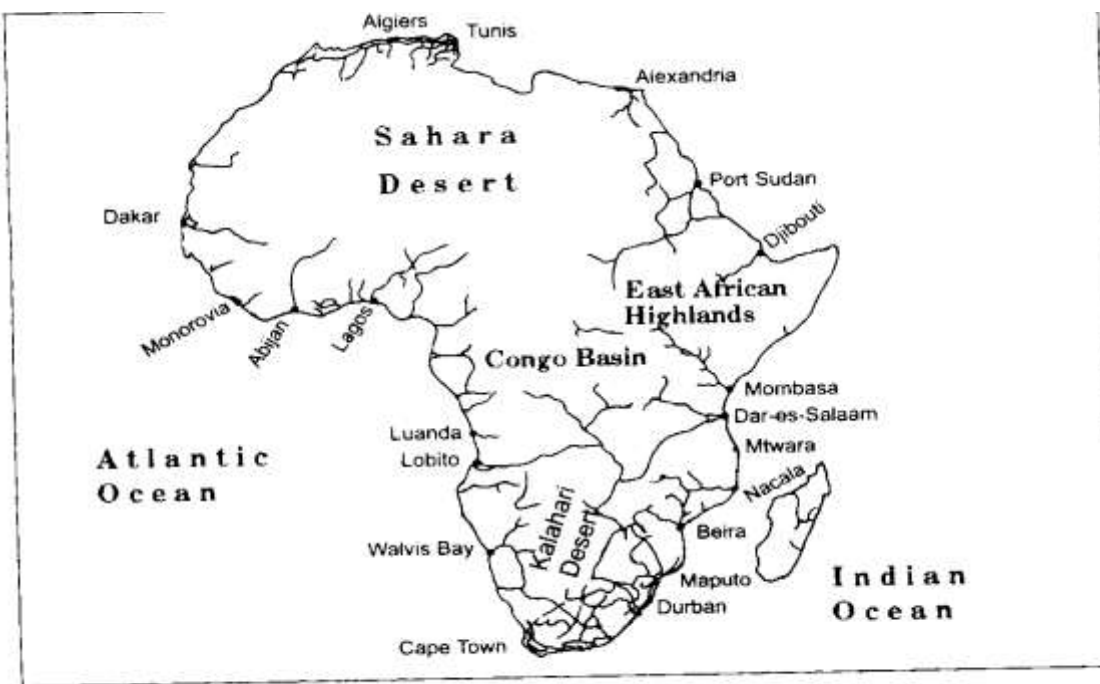 Algiers
Tunis
Alexandria
Sahara
Desert
Port Sudan
Dakar
Djibouti
East African
Highlands
Monorovia
Abijan
Lagos
Congo Basin
Mombasa
Dar-es-Salaam
Luanda
Mtwara
Lobito
Atlantic
Ocean
Nacala
Kalahari
Desert
Beira
Walvis Bay
Maputo
Indian
Ocean
Durban
Cape Town